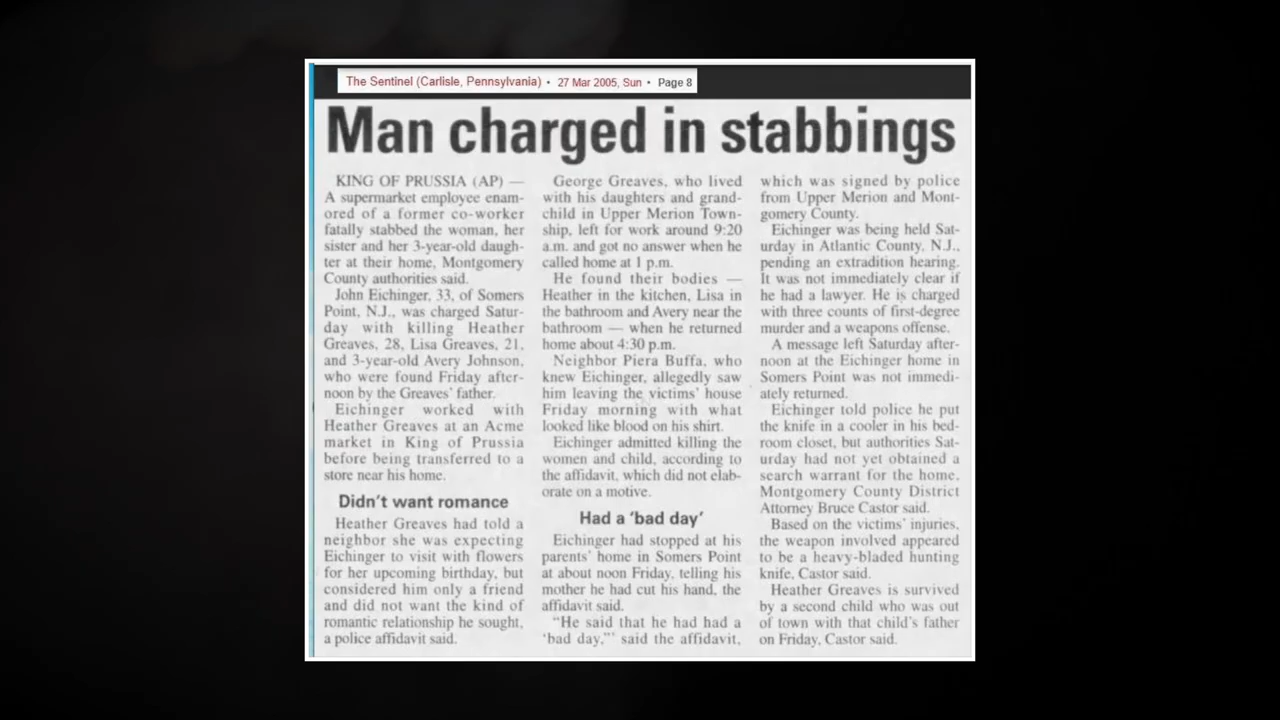 The Sentinel (Carlisle, Pennsylvania) • 27 Mar 2005, Sun • Page 8
Man charged in stabbings
KING OF PRUSSIA (AP) —
A supermarket employee enam-
ored of a former co-worker
fatally stabbed the woman, her
sister and her 3-year-old daugh-
ter at their home, Montgomery
County authorities said.
John Eichinger, 33, of Somers
Point, N.J., was charged Satur-
day with killing Heather
Greaves, 28, Lisa Greaves, 21,
and 3-year-old Avery Johnson,
who were found Friday after-
noon by the Greaves' father.
Eichinger worked with
Heather Greaves at an Acme
market in King of Prussia
before being transferred to a
store near his home.
Didn't want romance
Heather Greaves had told a
neighbor she was expecting
Eichinger to visit with flowers
for her upcoming birthday, but
considered him only a friend
and did not want the kind of
romantic relationship he sought,
a police affidavit said.
George Greaves, who lived
with his daughters and grand-
child in Upper Merion Town-
ship, left for work around 9:20
a.m. and got no answer when he
called home at 1 p.m.
He found their bodies —
Heather in the kitchen, Lisa in
the bathroom and Avery near the
bathroom — when he returned
home about 4:30 p.m.
Neighbor Piera Buffa, who
knew Eichinger, allegedly saw
him leaving the victims' house
Friday morning with what
looked like blood on his shirt.
Eichinger admitted killing the
women and child, according to
the affidavit, which did not elab-
orate on a motive.
Had a 'bad day'
Eichinger had stopped at his
parents' home in Somers Point
at about noon Friday, telling his
mother he had cut his hand, the
affidavit said.
"He said that he had had a
'bad day,'" said the affidavit,
which was signed by police
from Upper Merion and Mont-
gomery County.
Eichinger was being held Sat-
urday in Atlantic County, N.J.,
pending an extradition hearing.
It was not immediately clear if
he had a lawyer. He is charged
with three counts of first-degree
murder and a weapons offense.
A message left Saturday after-
noon at the Eichinger home in
Somers Point was not immedi-
ately returned.
Eichinger told police he put
the knife in a cooler in his bed-
room closet, but authorities Sat-
urday had not yet obtained a
search warrant for the home,
Montgomery County District
Attorney Bruce Castor said.
Based on the victims' injuries,
the weapon involved appeared
to be a heavy-bladed hunting
knife, Castor said.
Heather Greaves is survived
by a second child who was out
of town with that child's father
on Friday, Castor said.